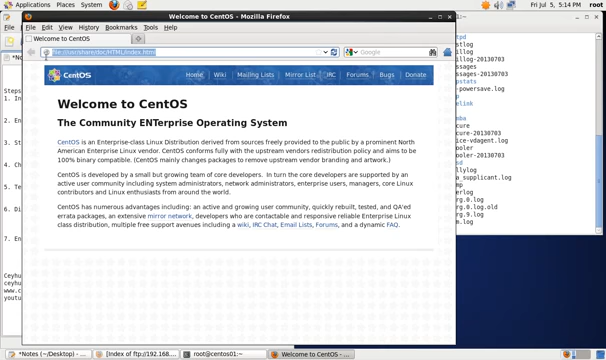 Applications Places System
Fri Jul 5, 5:14 PM root
Welcome to CentOS - Mozilla Firefox
File Edit View History Bookmarks Tools Help
Welcome to CentOS
file:///usr/share/doc/HTML/index.html
Google
CentOS
Home Wiki Mailing Lists Mirror List IRC Forums Bugs Donate
Welcome to CentOS
The Community ENTerprise Operating System
CentOS is an Enterprise-class Linux Distribution derived from sources freely provided to the public by a prominent North
American Enterprise Linux vendor. CentOS conforms fully with the upstream vendors redistribution policy and aims to be
100% binary compatible. (CentOS mainly changes packages to remove upstream vendor branding and artwork.)
CentOS is developed by a small but growing team of core developers. In turn the core developers are supported by an
active user community including system administrators, network administrators, enterprise users, managers, core Linux
contributors and Linux enthusiasts from around the world.
CentOS has numerous advantages including: an active and growing user community, quickly rebuilt, tested, and QA'ed
errata packages, an extensive mirror network, developers who are contactable and responsive reliable Enterprise Linux
class distribution, multiple free support avenues including a wiki, IRC Chat, Email Lists, Forums, and a dynamic FAQ.
File
*No
Steps
1. In
2. En
3. St
4. Ch
5. Te
6. Di
7. En
Ceyhu
ceyhu
www.c
youtu
tlog
illog
illog-20130703
ssages
ssages-20130703
pstats
-powersave.log
p
elink
mba
cure
cure-20130703
ice-vdagent.log
ooler
ooler-20130703
sd
llylog
a_supplicant.log
mp
erlog
rg.0.log
rg.0.log.old
rg.9.log
m.log
*Notes (~/Desktop) - ...
[Index of ftp://192.168....
root@centos01:~
Welcome to CentOS - ...